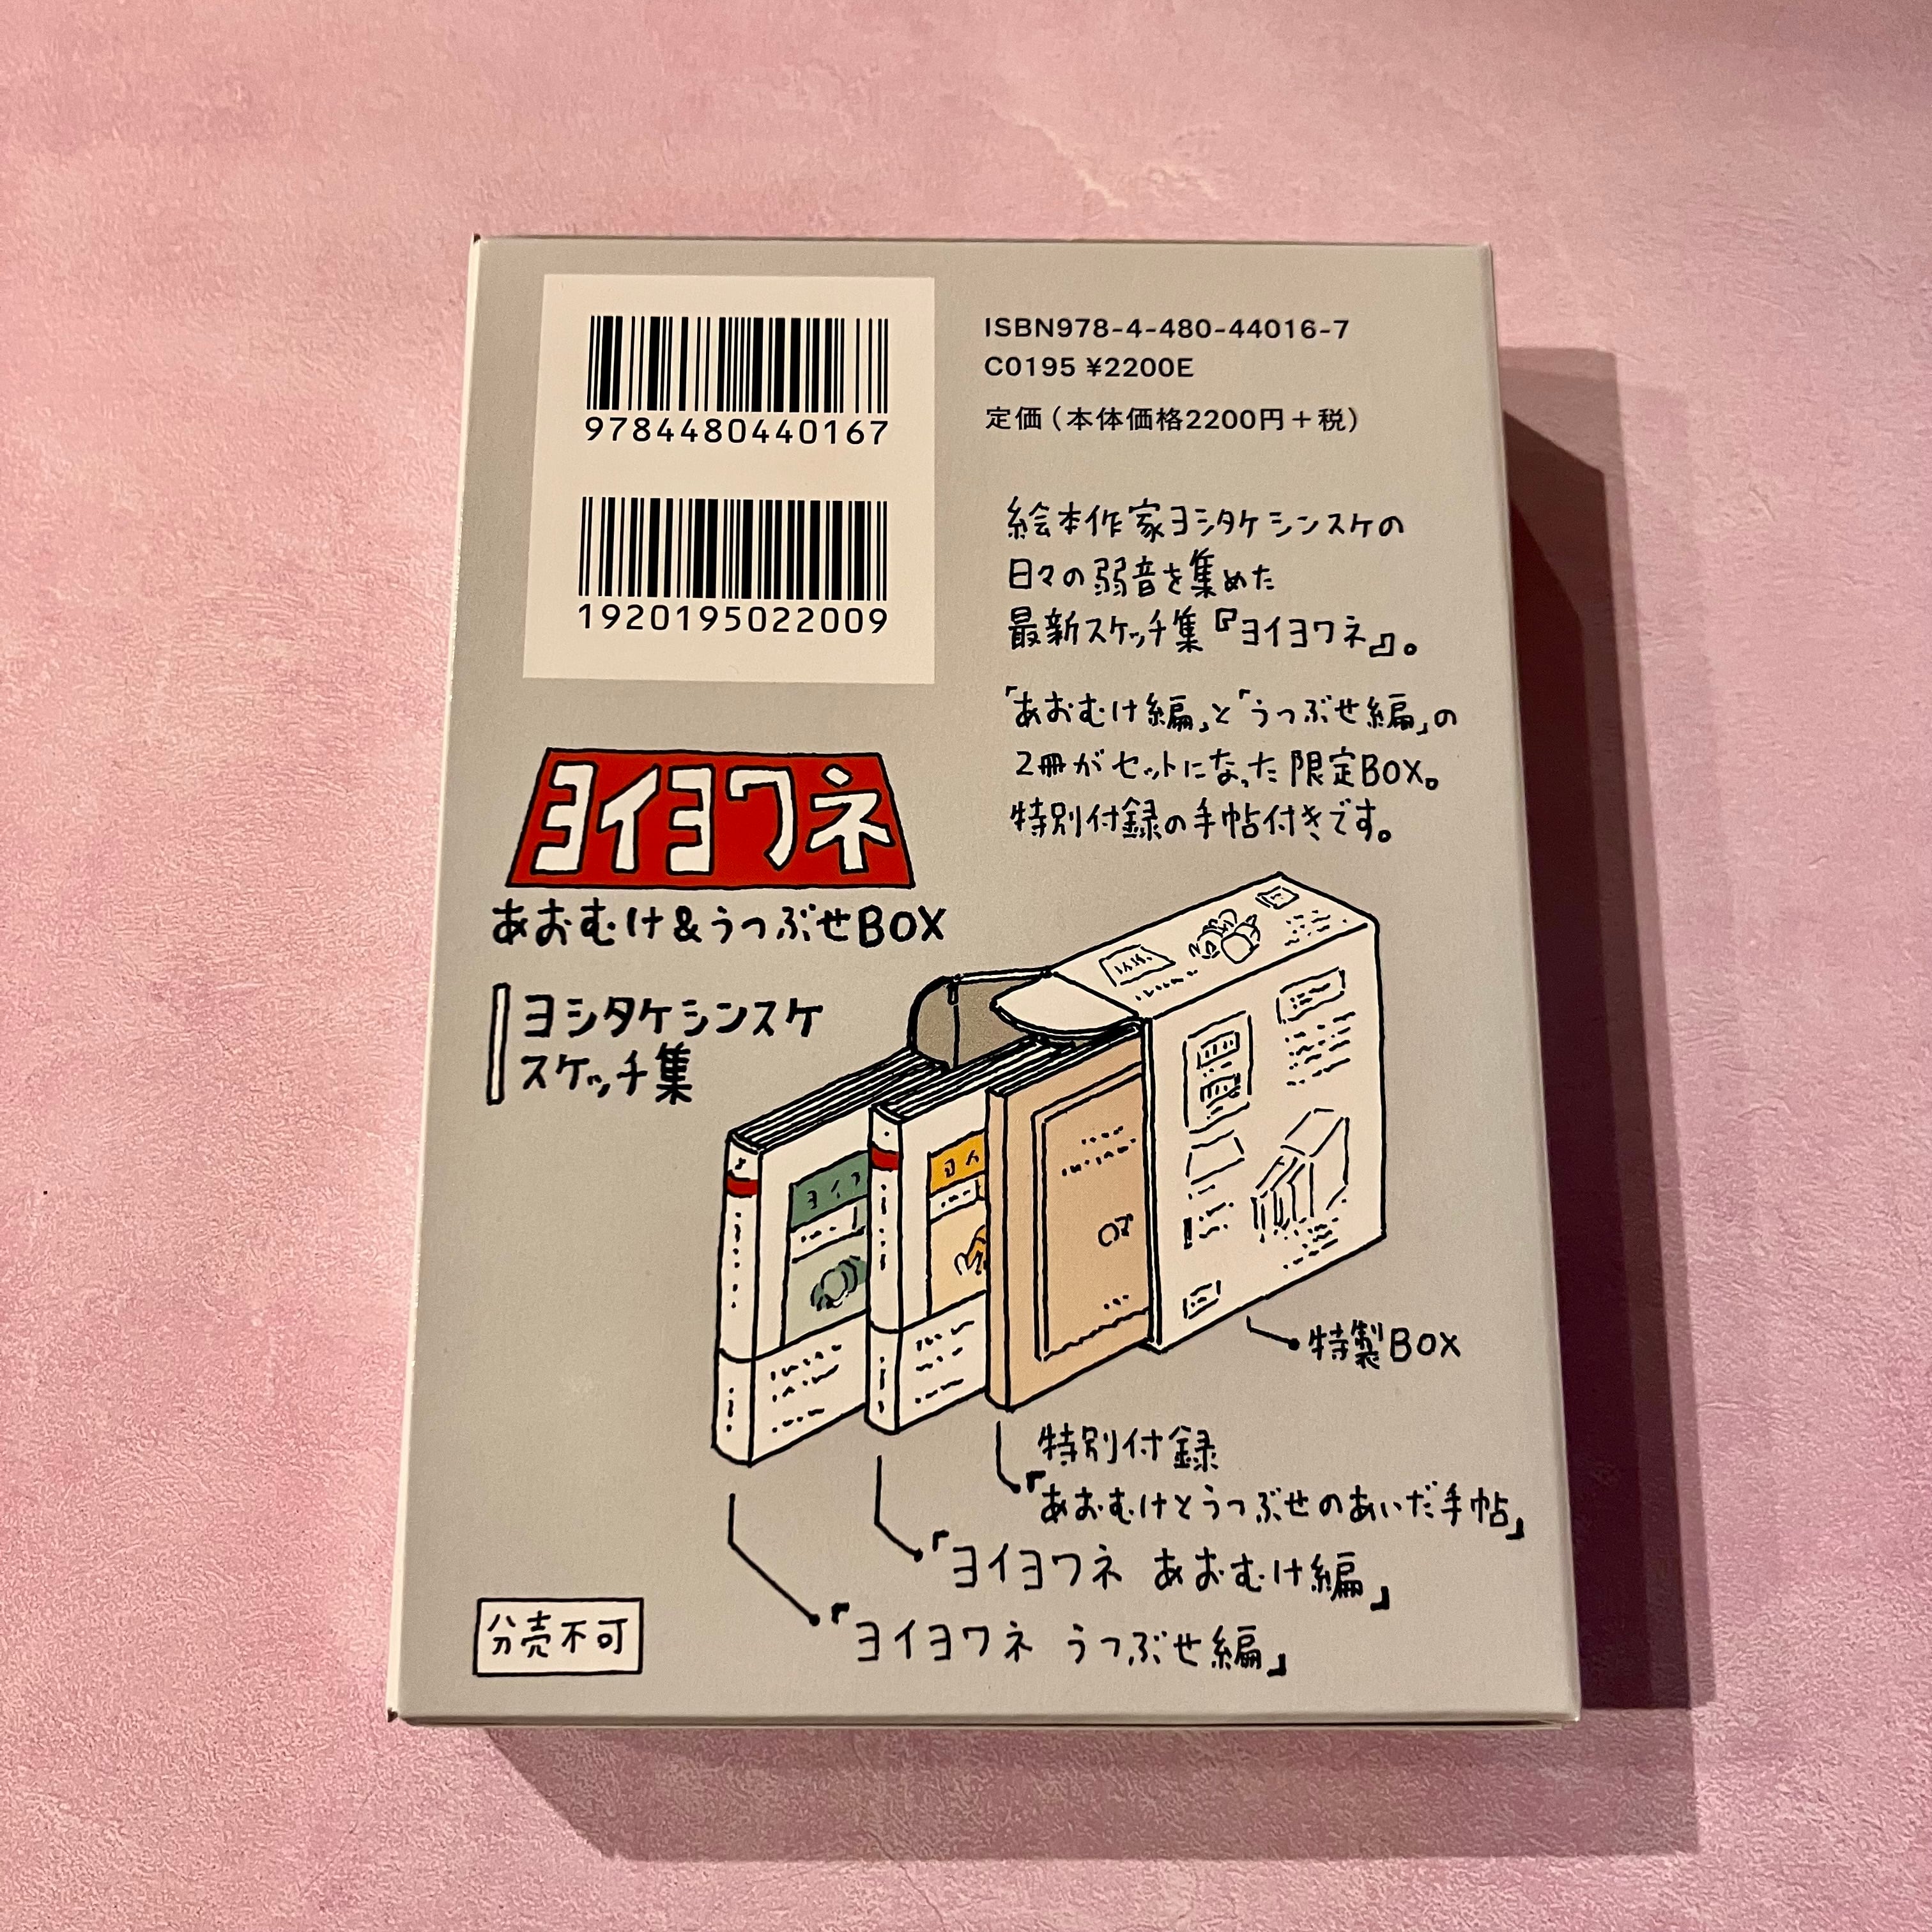 9784480440167
1920195022009
ISBN978-4-480-44016-7
C0195 ¥2200E
定価(本体価格2200円+税)
絵本作家ヨシタケシンスケの
日々の弱音を集めた
最新スケッチ集『ヨイヨワネ』。
「あおむけ編」と「うつぶせ編」の
2冊がセットになった限定BOX。
特別付録の手帖付きです。
ヨイヨワネ
あおむけ&うつぶせBOX
ヨシタケシンスケ
スケッチ集
ヨイワ
ヨイ
特製BOX
特別付録
「あおむけとうつぶせのあいだ手帖」
「ヨイヨワネ あおむけ編」
「ヨイヨワネ うつぶせ編」
分売不可